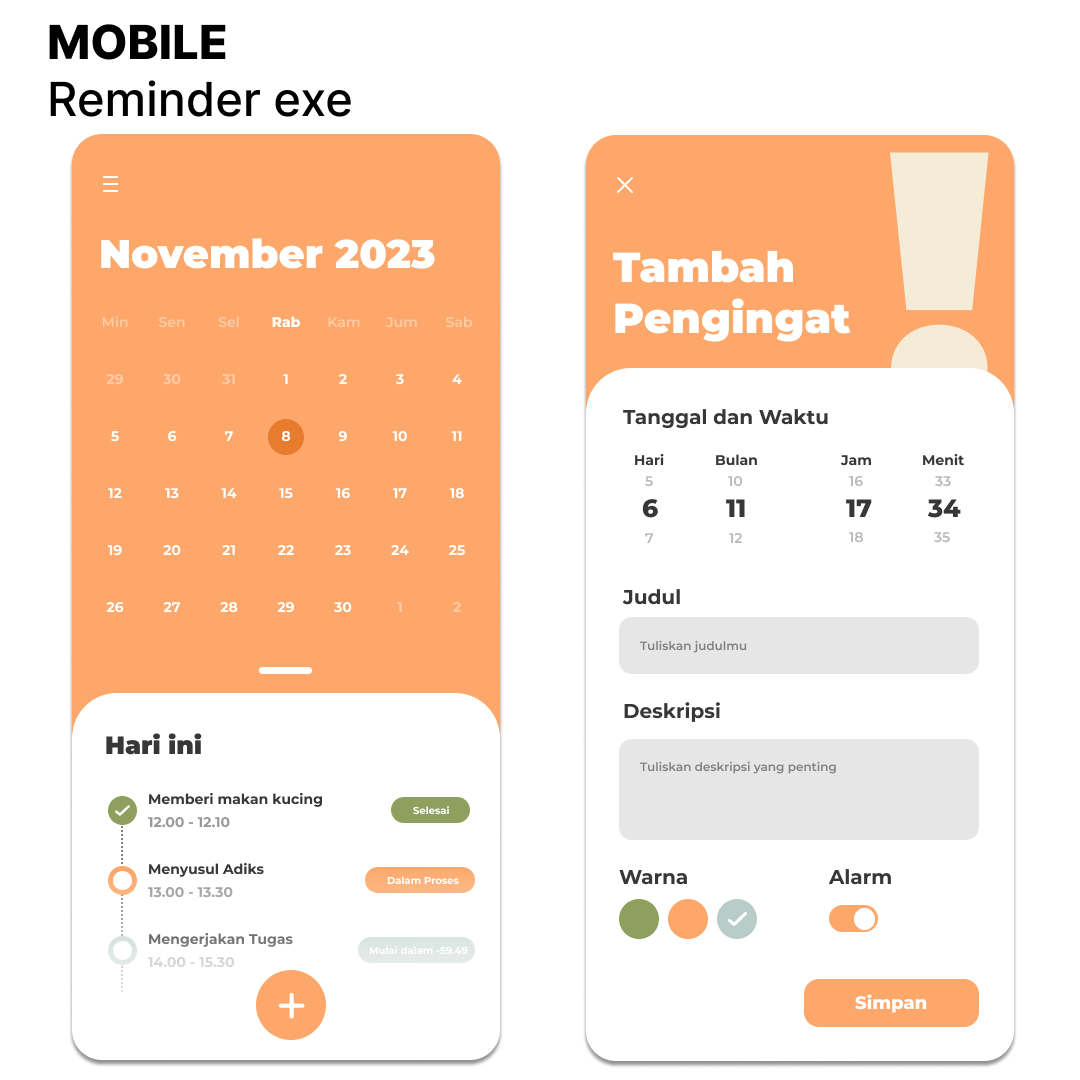 MOBILE
Reminder exe
November 2023
Min Sen Sel Rab Kam Jum Sab
29 30 31 1 2 3 4
5 6 7 8 9 10 11
12 13 14 15 16 17 18
19 20 21 22 23 24 25
26 27 28 29 30 1 2
Hari ini
Memberi makan kucing
12.00 - 12.10
Selesai
Menyusul Adiks
13.00 - 13.30
Dalam Proses
Mengerjakan Tugas
14.00 - 15.30
Mulai dalam -59.49
Tambah
Pengingat
Tanggal dan Waktu
Hari Bulan Jam Menit
5 10 16 33
6 11 17 34
7 12 18 35
Judul
Tuliskan judulmu
Deskripsi
Tuliskan deskripsi yang penting
Warna Alarm
Simpan